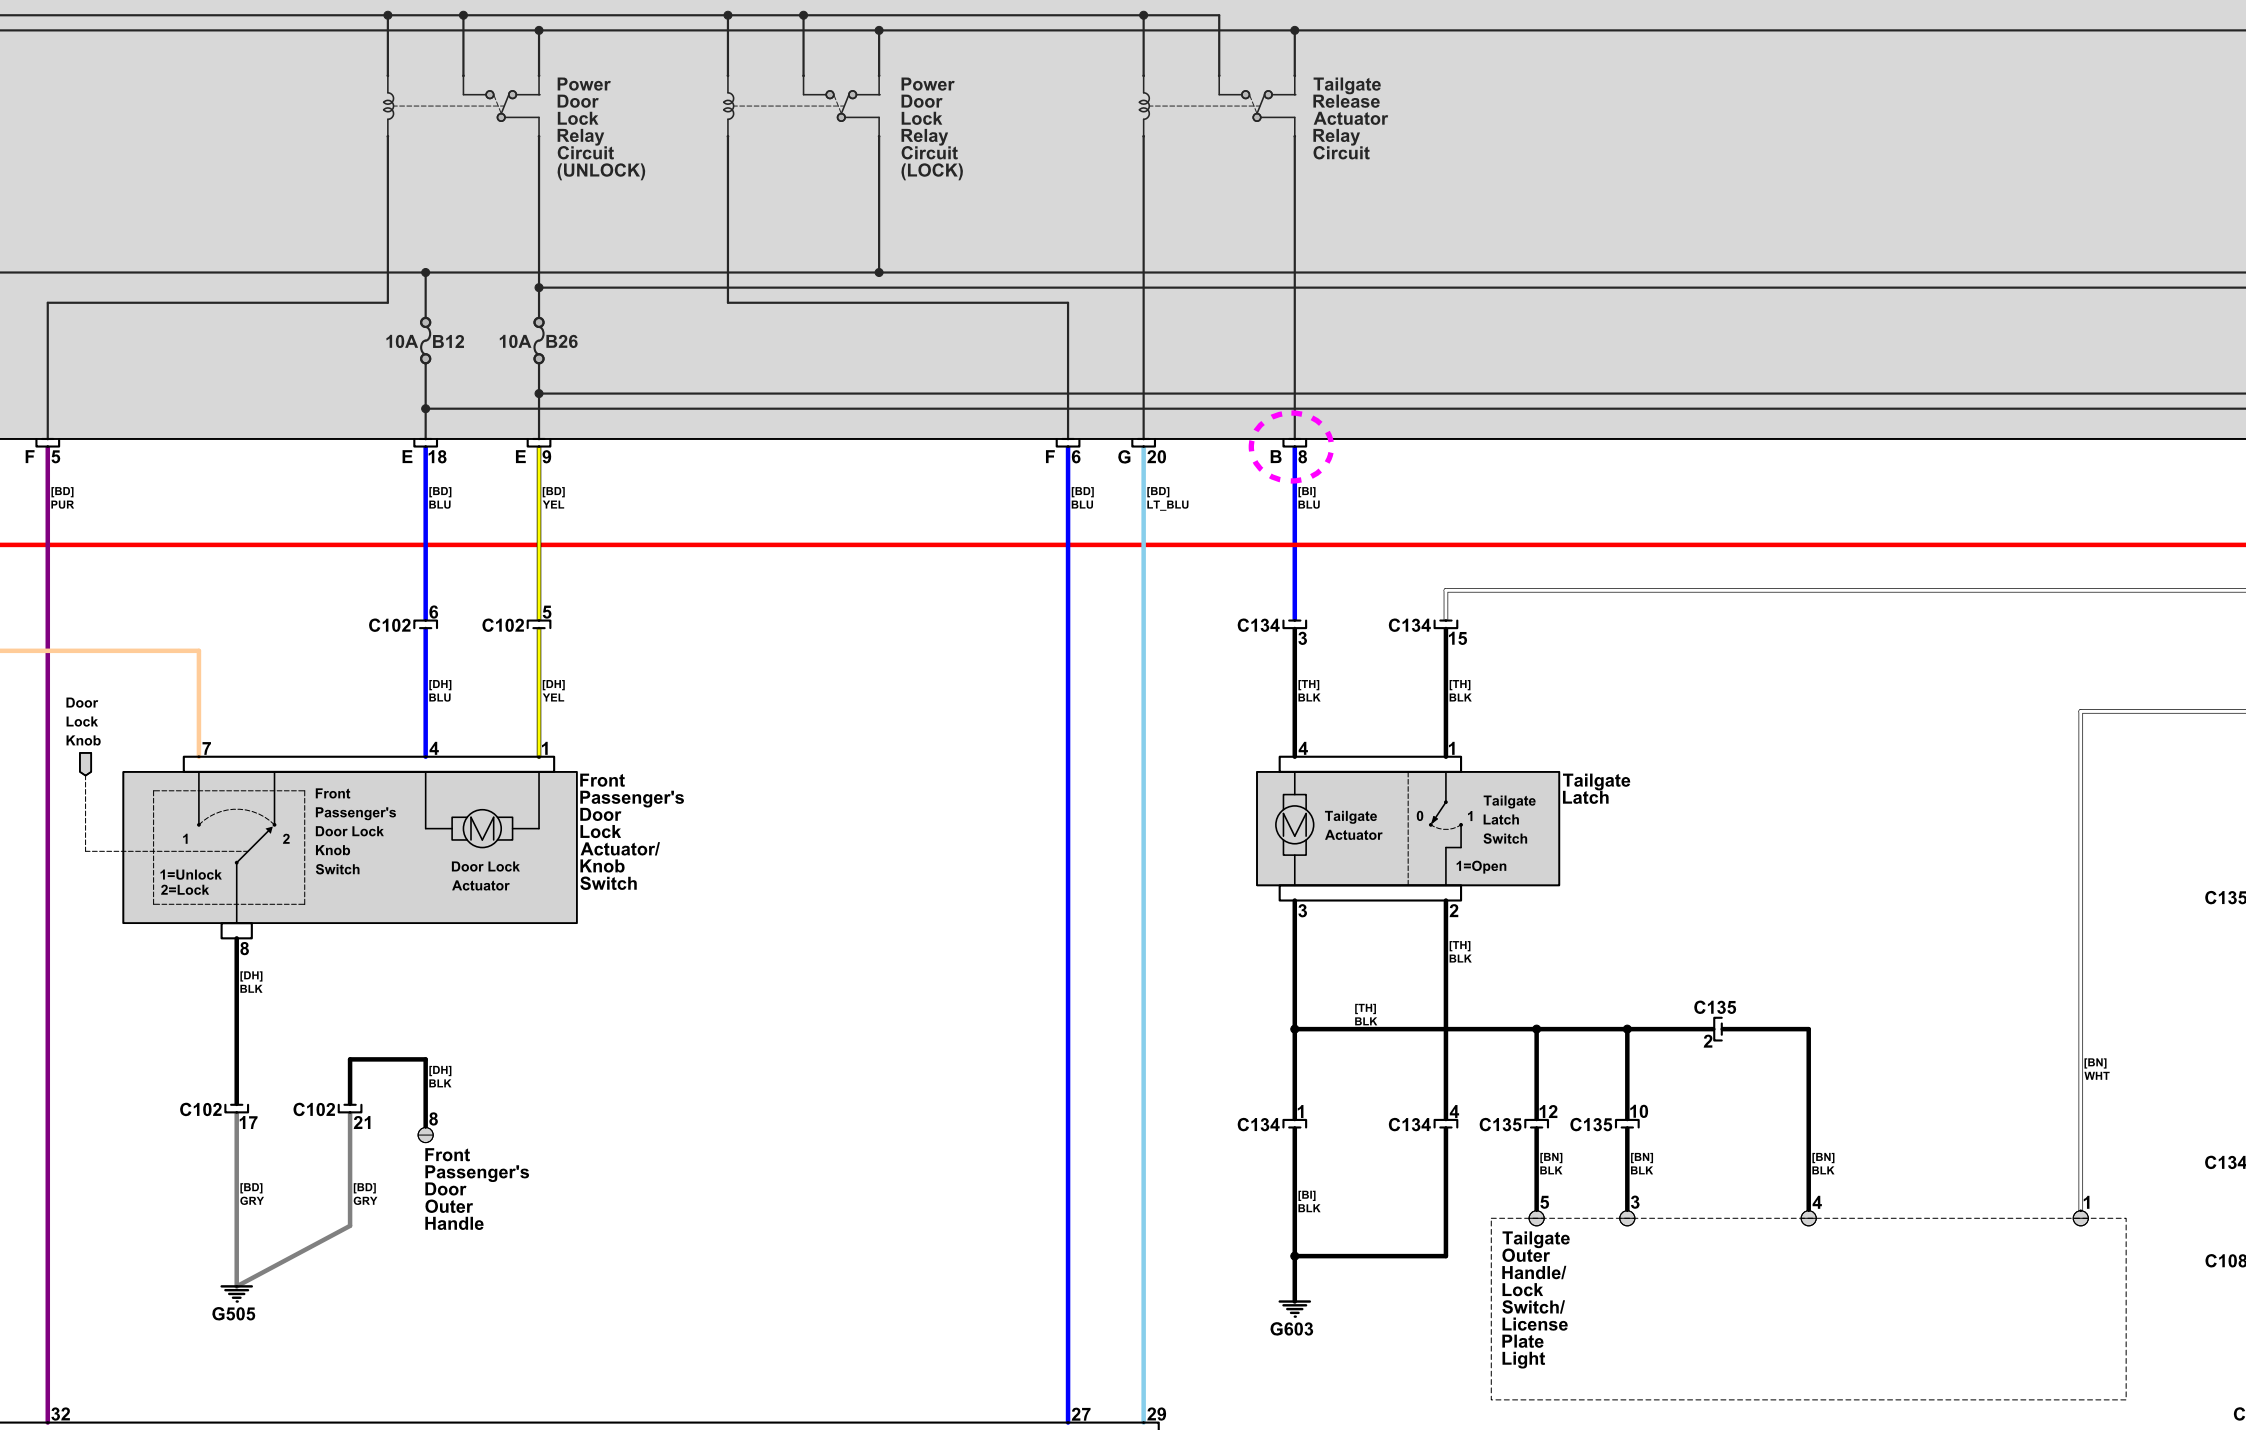 Power
Door
Lock
Relay
Circuit
(UNLOCK)
Power
Door
Lock
Relay
Circuit
(LOCK)
Tailgate
Release
Actuator
Relay
Circuit
10A B12
10A B26
F 5
E 18
E 9
F 6
G 20
B 8
[BD]
PUR
[BD]
BLU
[BD]
YEL
[BD]
BLU
[BD]
LT_BLU
[BI]
BLU
6
C102
5
C102
C134
3
C134
15
[DH]
BLU
[DH]
YEL
[TH]
BLK
[TH]
BLK
Door
Lock
Knob
7
4
1
4
1
Front
Passenger's
Door Lock
Knob
Switch
1
2
1=Unlock
2=Lock
Door Lock
Actuator
M
Front
Passenger's
Door
Lock
Actuator/
Knob
Switch
M
Tailgate
Actuator
0
1
Tailgate
Latch
Switch
1=Open
Tailgate
Latch
8
3
2
[DH]
BLK
[TH]
BLK
C135
[TH]
BLK
C135
2
[DH]
BLK
[BN]
WHT
C102
17
C102
21
8
Front
Passenger's
Door
Outer
Handle
1
C134
4
C134
12
C135
10
C135
[BD]
GRY
[BD]
GRY
[BI]
BLK
[BN]
BLK
[BN]
BLK
[BN]
BLK
C134
5
3
4
1
Tailgate
Outer
Handle/
Lock
Switch/
License
Plate
Light
C108
G505
G603
32
27
29
C